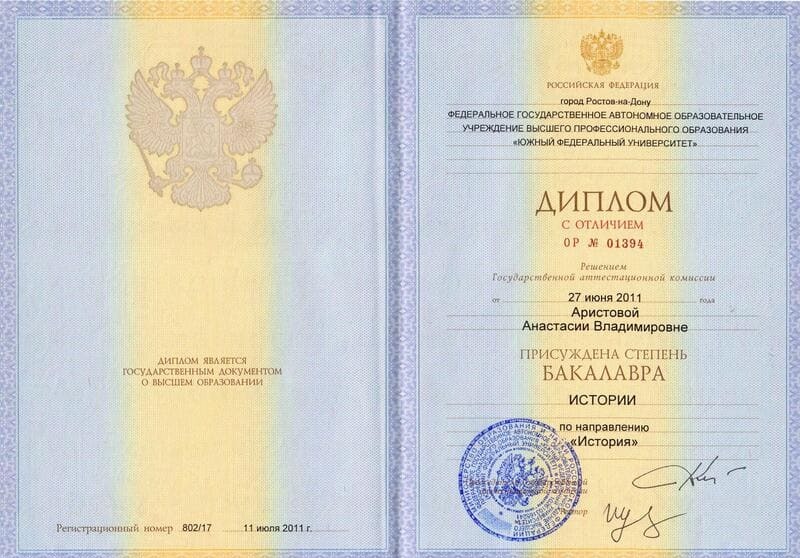 ДИПЛОМ ЯВЛЯЕТСЯ
ГОСУДАРСТВЕННЫМ ДОКУМЕНТОМ
О ВЫСШЕМ ОБРАЗОВАНИИ
Регистрационный номер 802/17 11 июля 2011 г.
РОССИЙСКАЯ ФЕДЕРАЦИЯ
город Ростов-на-Дону
ФЕДЕРАЛЬНОЕ ГОСУДАРСТВЕННОЕ АВТОНОМНОЕ ОБРАЗОВАТЕЛЬНОЕ
УЧРЕЖДЕНИЕ ВЫСШЕГО ПРОФЕССИОНАЛЬНОГО ОБРАЗОВАНИЯ
«ЮЖНЫЙ ФЕДЕРАЛЬНЫЙ УНИВЕРСИТЕТ»
ДИПЛОМ
С ОТЛИЧИЕМ
ОР № 01394
Решением
Государственной аттестационной комиссии
от 27 июня 2011 года
Аристовой
Анастасии Владимировне
ПРИСУЖДЕНА СТЕПЕНЬ
БАКАЛАВРА
ИСТОРИИ
по направлению
«История»
Ректор